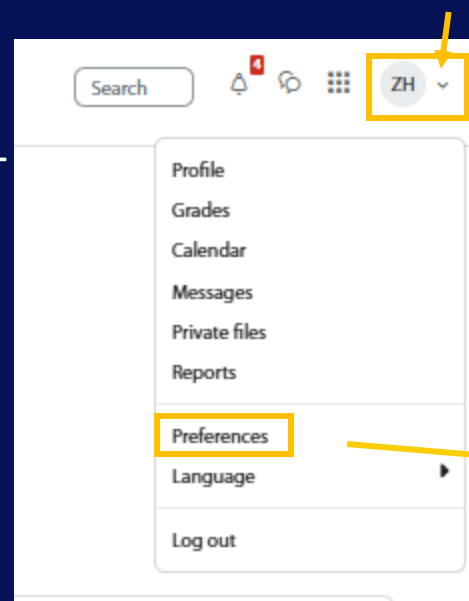 Search
4
ZH
Profile
Grades
Calendar
Messages
Private files
Reports
Preferences
Language
Log out